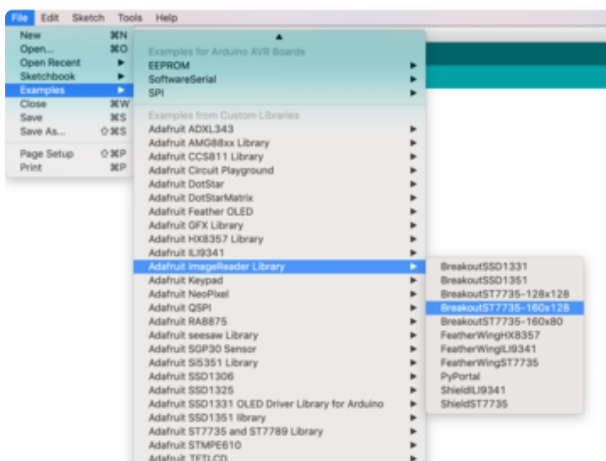 File Edit Sketch Tools Help
New ⌘N
Open... ⌘O
Open Recent
Sketchbook
Examples
Close ⌘W
Save ⌘S
Save As... ⇧⌘S
Page Setup ⇧⌘P
Print ⌘P
Examples for Arduino AVR Boards
EEPROM
SoftwareSerial
SPI
Examples from Custom Libraries
Adafruit ADXL343
Adafruit AMG88xx Library
Adafruit CCS811 Library
Adafruit Circuit Playground
Adafruit DotStar
Adafruit DotStarMatrix
Adafruit Feather OLED
Adafruit GFX Library
Adafruit HX8357 Library
Adafruit ILI9341
Adafruit ImageReader Library
Adafruit Keypad
Adafruit NeoPixel
Adafruit QSPI
Adafruit RA8875
Adafruit seesaw Library
Adafruit SGP30 Sensor
Adafruit Si5351 Library
Adafruit SSD1306
Adafruit SSD1325
Adafruit SSD1331 OLED Driver Library for Arduino
Adafruit SSD1351 library
Adafruit ST7735 and ST7789 Library
Adafruit STMPE610
Adafruit TFTLCD
BreakoutSSD1331
BreakoutSSD1351
BreakoutST7735-128x128
BreakoutST7735-160x128
BreakoutST7735-160x80
FeatherWingHX8357
FeatherWingILI9341
FeatherWingST7735
PyPortal
ShieldILI9341
ShieldST7735